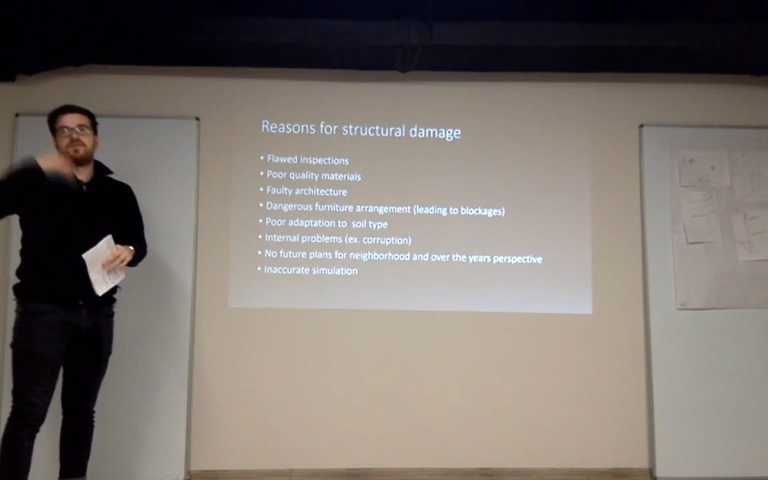 Reasons for structural damage
• Flawed inspections
• Poor quality materials
• Faulty architecture
• Dangerous furniture arrangement (leading to blockages)
• Poor adaptation to soil type
• Internal problems (ex. corruption)
• No future plans for neighborhood and over the years perspective
• Inaccurate simulation